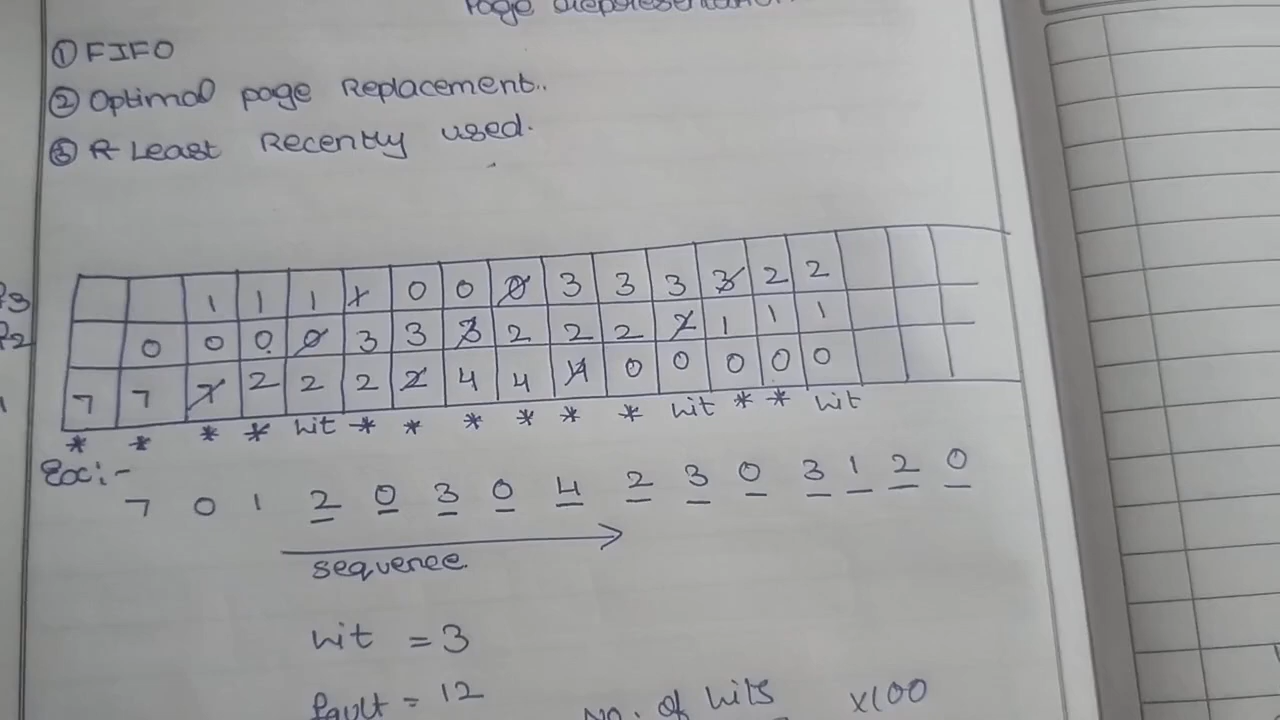 Page
① FIFO
② Optimal page Replacement..
③ R Least Recently used.
1 1 1 1 0 0 0 3 3 3 3 2 2
0 0 0 0 3 3 3 2 2 2 2 1 1 1
7 7 7 2 2 2 2 4 4 4 0 0 0 0 0
* * * * hit * * * * * * hit * * hit
Ex:-
7 0 1 2 0 3 0 4 2 3 0 3 1 2 0
sequence.
hit = 3
fault = 12
No. of hits x100